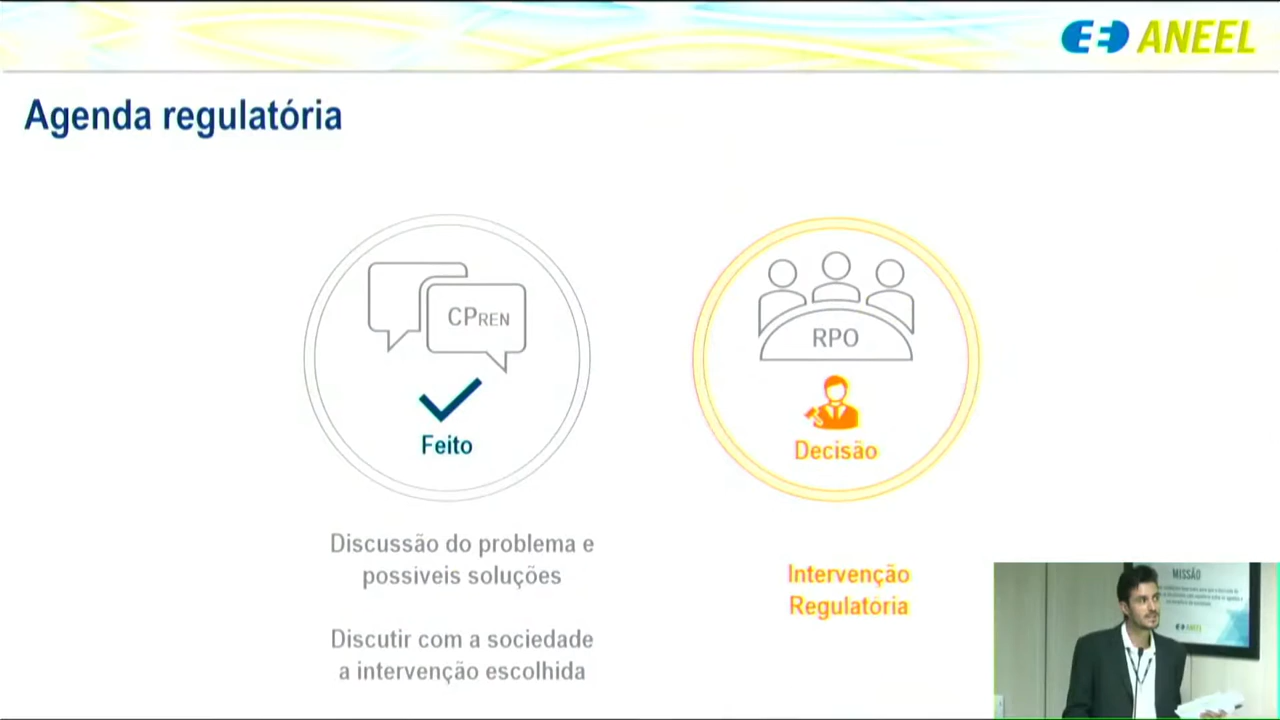 ANEEL
Agenda regulatória
CPREN
Feito
Discussão do problema e
possíveis soluções
Discutir com a sociedade
a intervenção escolhida
RPO
Decisão
Intervenção
Regulatória
MISSÃO
ANEEL